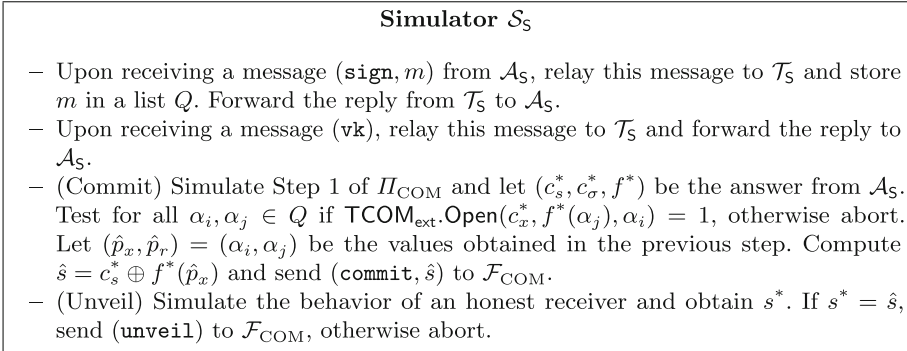 Simulator 𝒮_S
– Upon receiving a message (sign, m) from 𝒜_S, relay this message to 𝒯_S and store
m in a list Q. Forward the reply from 𝒯_S to 𝒜_S.
– Upon receiving a message (vk), relay this message to 𝒯_S and forward the reply to
𝒜_S.
– (Commit) Simulate Step 1 of Π_COM and let (c*_s, c*_σ, f*) be the answer from 𝒜_S.
Test for all α_i, α_j ∈ Q if TCOM_ext.Open(c*_x, f*(α_j), α_i) = 1, otherwise abort.
Let (p̂_x, p̂_r) = (α_i, α_j) be the values obtained in the previous step. Compute
ŝ = c*_s ⊕ f*(p̂_x) and send (commit, ŝ) to ℱ_COM.
– (Unveil) Simulate the behavior of an honest receiver and obtain s*. If s* = ŝ,
send (unveil) to ℱ_COM, otherwise abort.